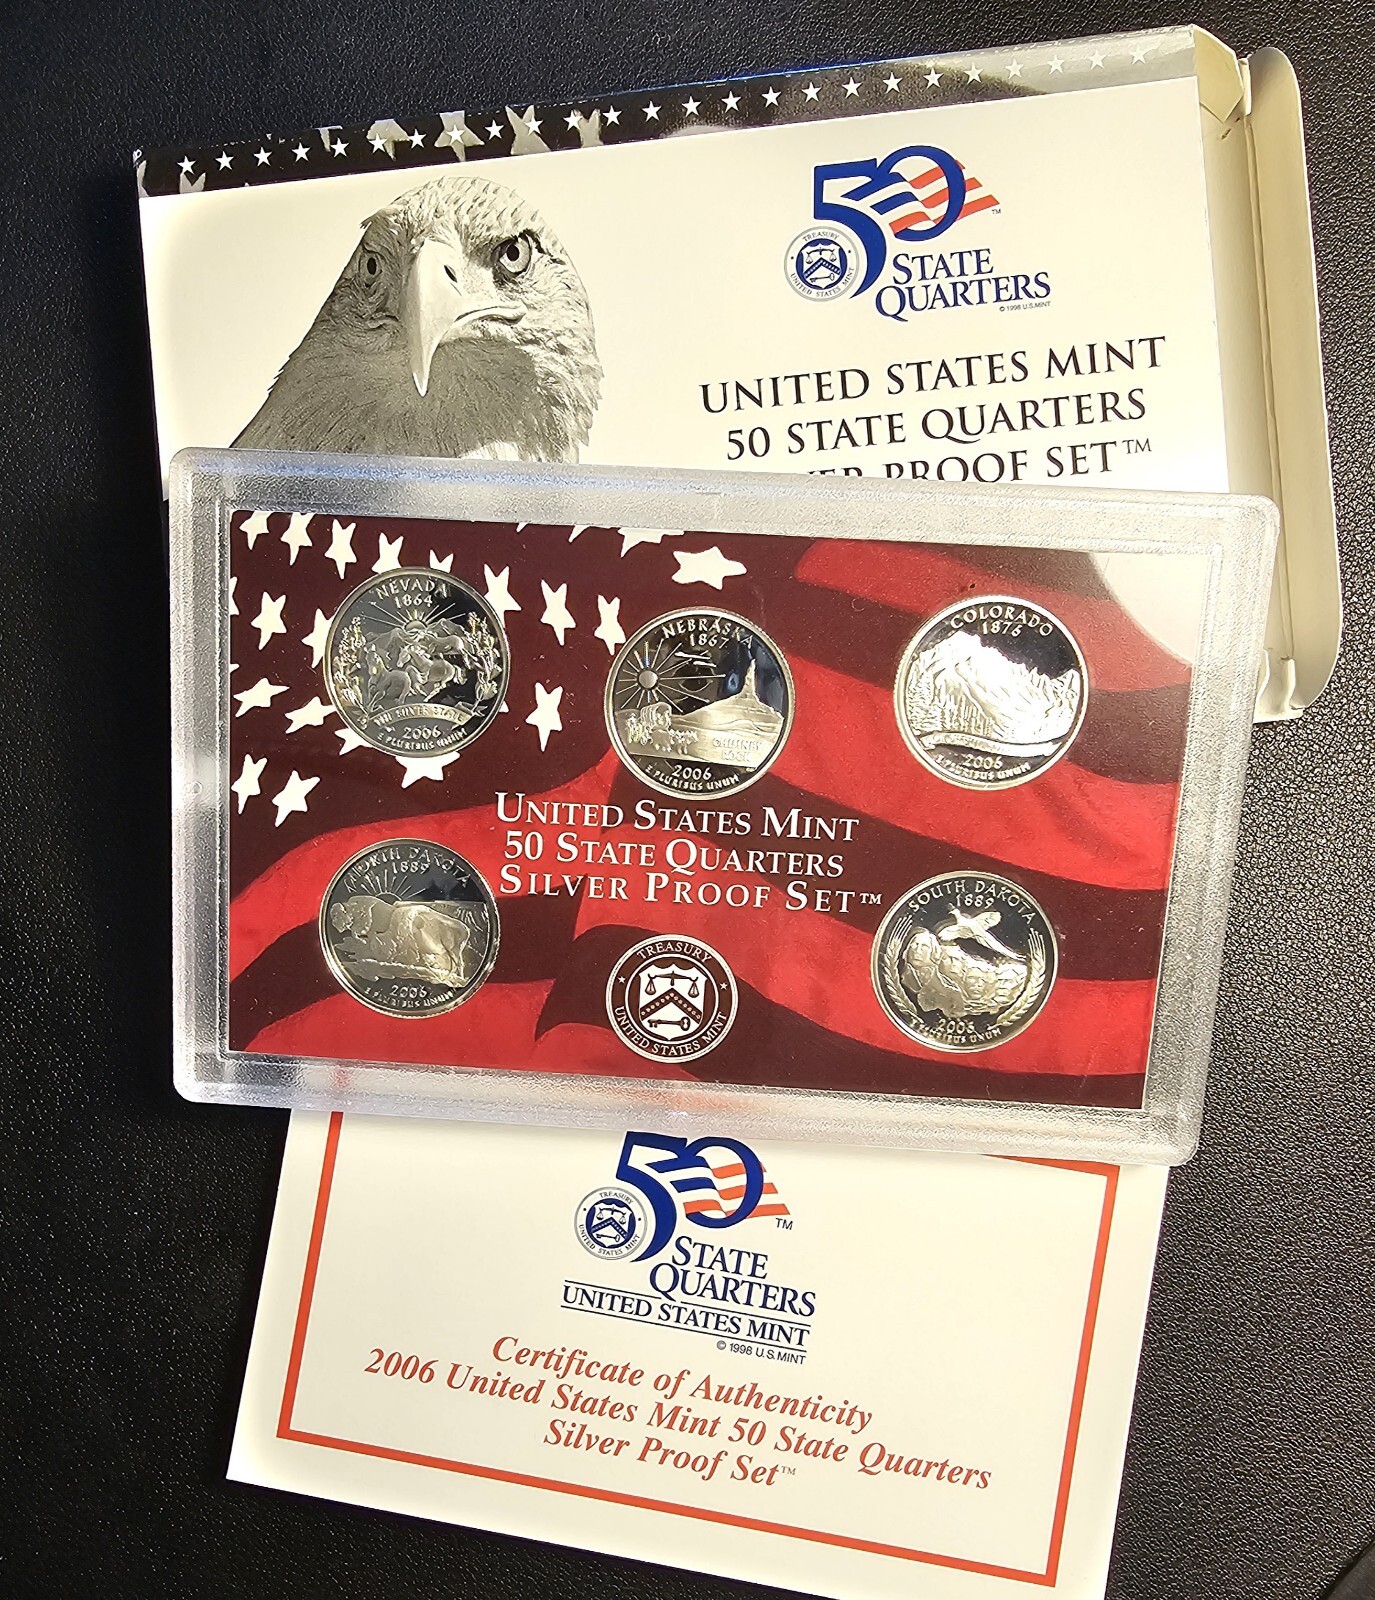 50
STATE
QUARTERS
© 1998 U.S. MINT
TREASURY
UNITED STATES MINT
UNITED STATES MINT
50 STATE QUARTERS
PROOF SET™
NEVADA
1864
THE SILVER STATE
2006
E PLURIBUS UNUM
NEBRASKA
1867
CHIMNEY
ROCK
2006
E PLURIBUS UNUM
COLORADO
1876
2006
E PLURIBUS UNUM
UNITED STATES MINT
50 STATE QUARTERS
SILVER PROOF SET™
NORTH DAKOTA
1889
2006
E PLURIBUS UNUM
TREASURY
UNITED STATES MINT
SOUTH DAKOTA
1889
2006
E PLURIBUS UNUM
50
™
TREASURY
UNITED STATES MINT
STATE
QUARTERS
UNITED STATES MINT
© 1998 U.S. MINT
Certificate of Authenticity
2006 United States Mint 50 State Quarters
Silver Proof Set™